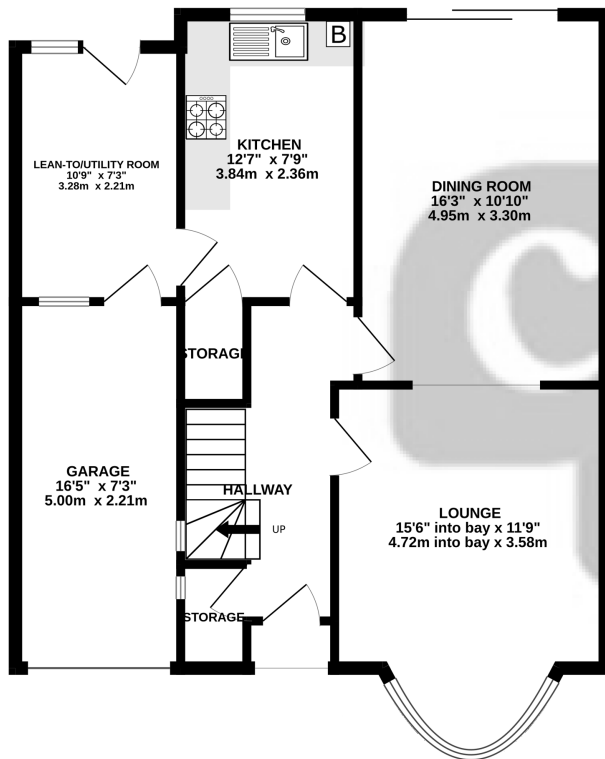 B
KITCHEN
12'7" x 7'9"
3.84m x 2.36m
LEAN-TO/UTILITY ROOM
10'9" x 7'3"
3.28m x 2.21m
DINING ROOM
16'3" x 10'10"
4.95m x 3.30m
STORAGE
GARAGE
16'5" x 7'3"
5.00m x 2.21m
HALLWAY
UP
LOUNGE
15'6" into bay x 11'9"
4.72m into bay x 3.58m
STORAGE
c